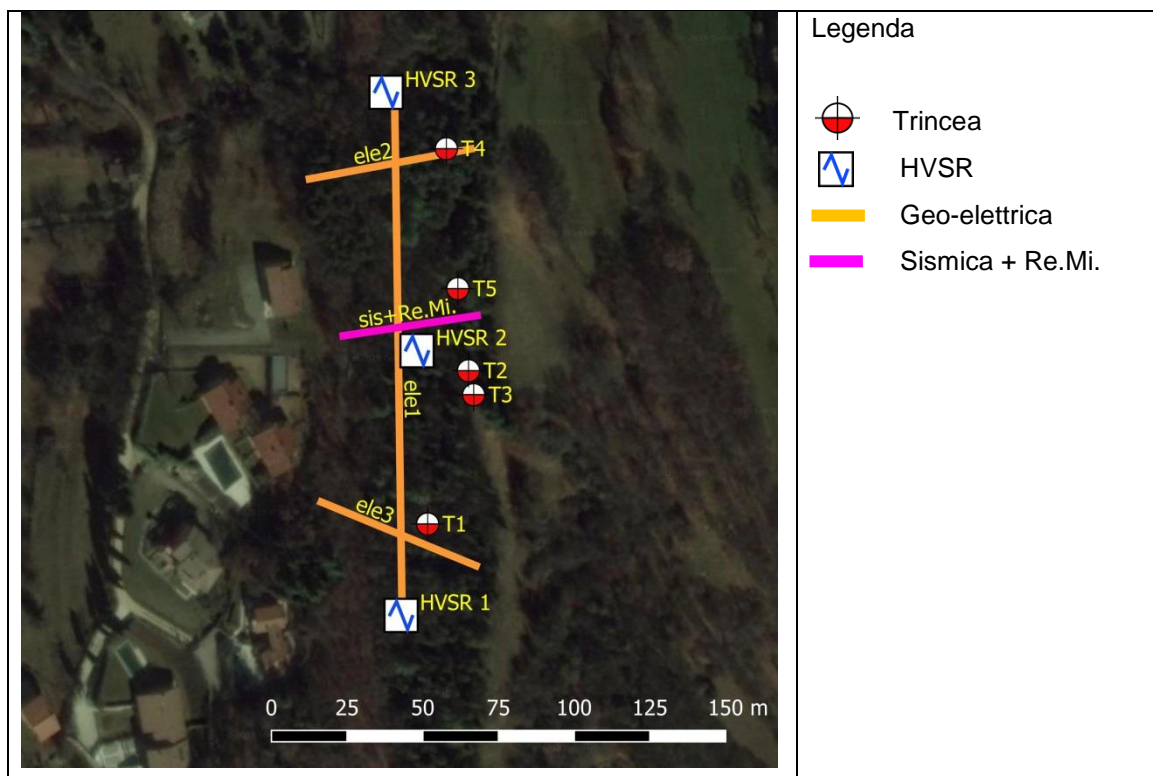 HVSR 3
ele2
T4
T5
sis+Re.Mi.
HVSR 2
T2
T3
ele1
ele3
T1
HVSR 1
0 25 50 75 100 125 150 m
Legenda
Trincea
HVSR
Geo-elettrica
Sismica + Re.Mi.